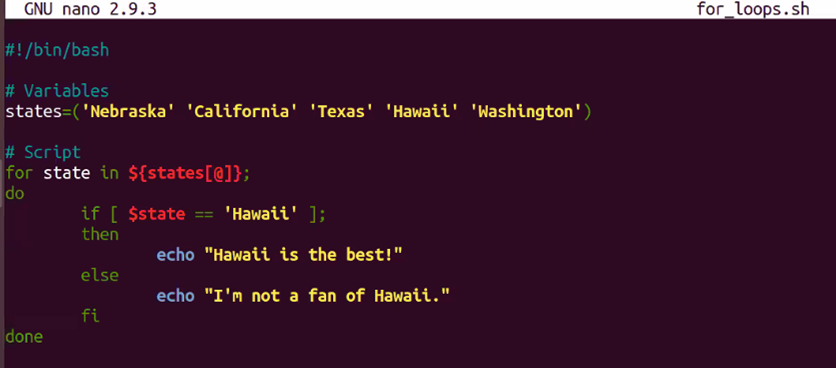 GNU nano 2.9.3 for_loops.sh
#!/bin/bash
# Variables
states=('Nebraska' 'California' 'Texas' 'Hawaii' 'Washington')
# Script
for state in ${states[@]};
do
        if [ $state == 'Hawaii' ];
        then
                echo "Hawaii is the best!"
        else
                echo "I'm not a fan of Hawaii."
        fi
done